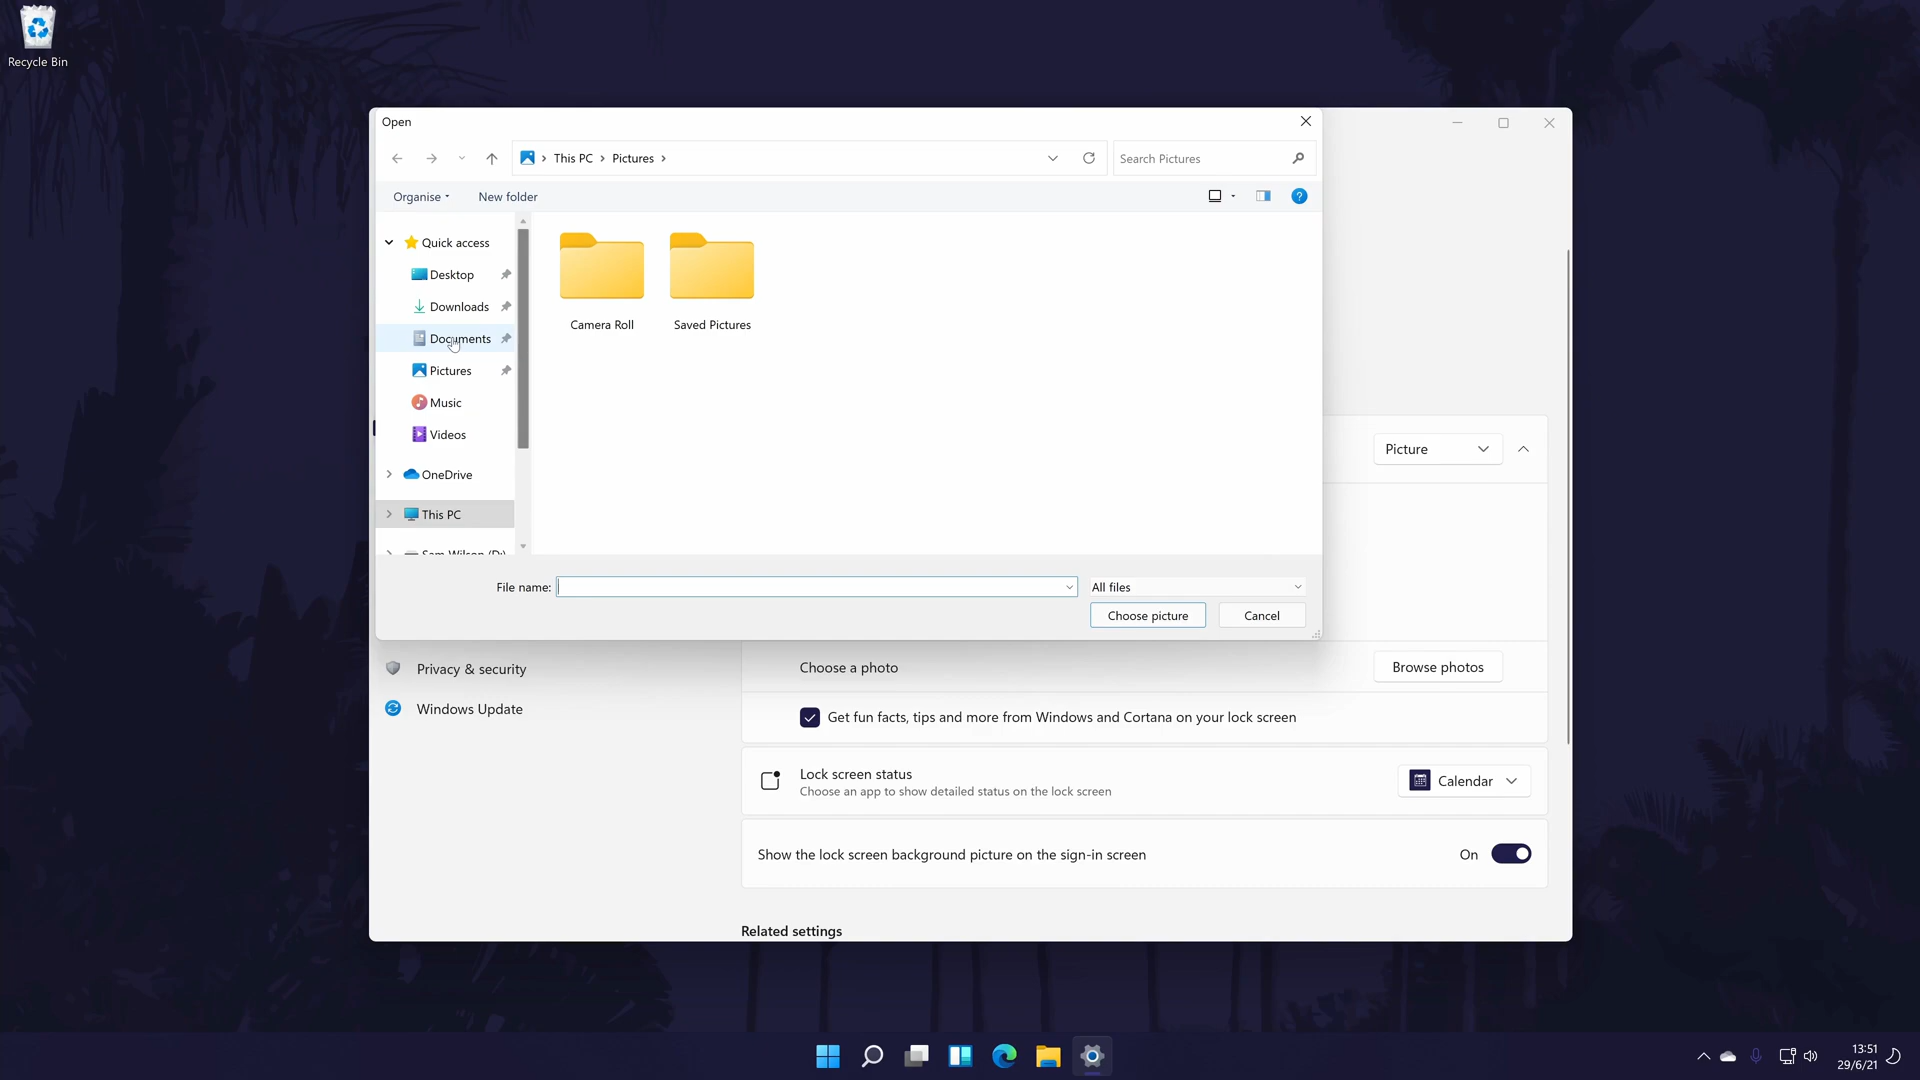 Recycle Bin
Open
This PC
Pictures
Search Pictures
Organise
New folder
Quick access
Desktop
Downloads
Documents
Pictures
Music
Videos
OneDrive
This PC
Sam Wilson (D:)
Camera Roll
Saved Pictures
File name:
All files
Choose picture
Cancel
Picture
Privacy & security
Windows Update
Choose a photo
Browse photos
Get fun facts, tips and more from Windows and Cortana on your lock screen
Lock screen status
Choose an app to show detailed status on the lock screen
Calendar
Show the lock screen background picture on the sign-in screen
On
Related settings
13:51
29/6/21